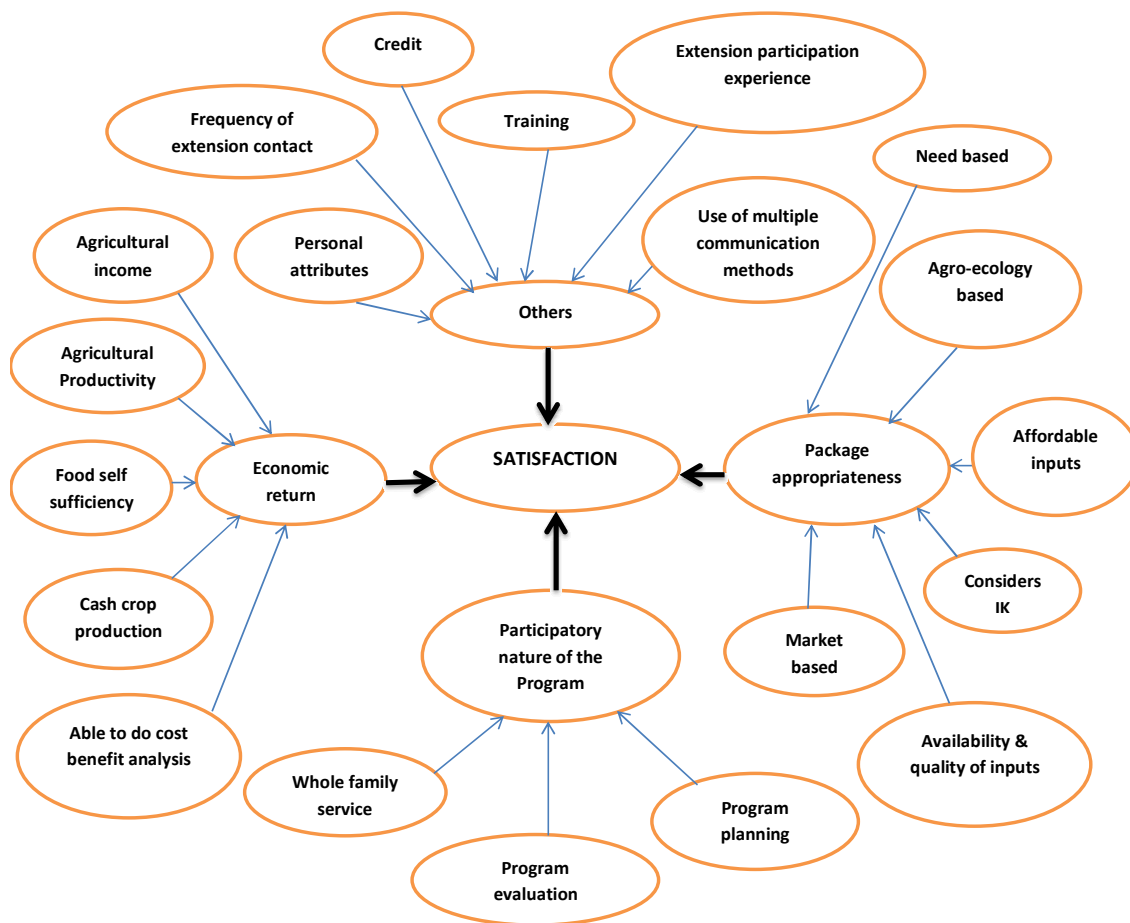 Credit
Extension participation
experience
Frequency of
extension contact
Training
Need based
Agricultural
income
Personal
attributes
Use of multiple
communication
methods
Agro-ecology
based
Others
Agricultural
Productivity
Food self
sufficiency
Economic
return
SATISFACTION
Package
appropriateness
Affordable
inputs
Cash crop
production
Participatory
nature of the
Program
Market
based
Considers
IK
Able to do cost
benefit analysis
Whole family
service
Program
planning
Availability &
quality of inputs
Program
evaluation